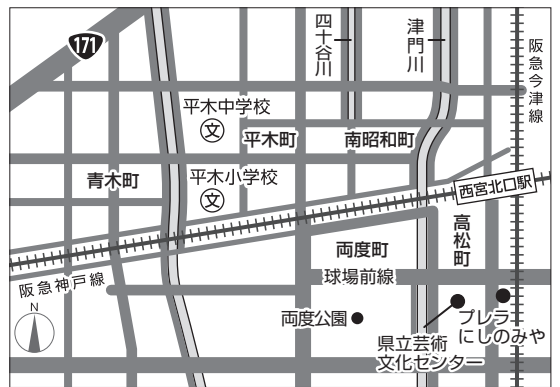 171
四十谷川
津門川
阪急今津線
平木中学校
文
平木町
南昭和町
青木町
平木小学校
文
西宮北口駅
高松町
両度町
球場前線
阪急神戸線
N
両度公園
県立芸術
文化センター
プレラ
にしのみや